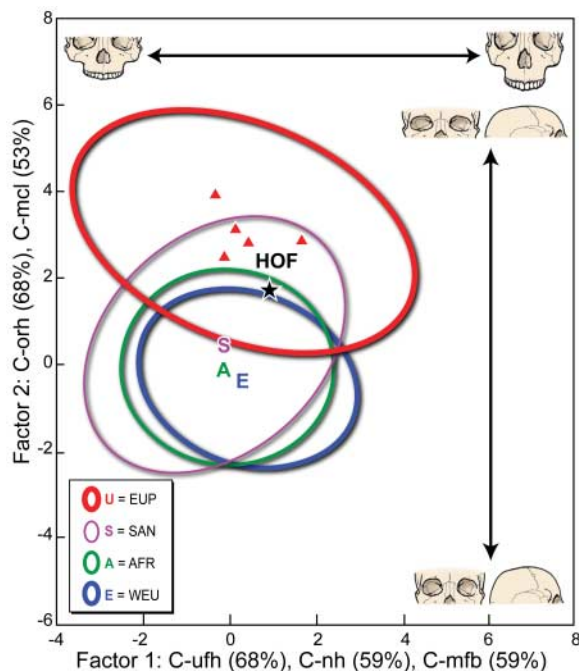 Factor 2: C-orh (68%), C-mcl (53%)
6
4
2
0
-2
-4
-6
HOF
S
A
E
U = EUP
S = SAN
A = AFR
E = WEU
-4 -2 0 2 4 6 8
Factor 1: C-ufh (68%), C-nh (59%), C-mfb (59%)